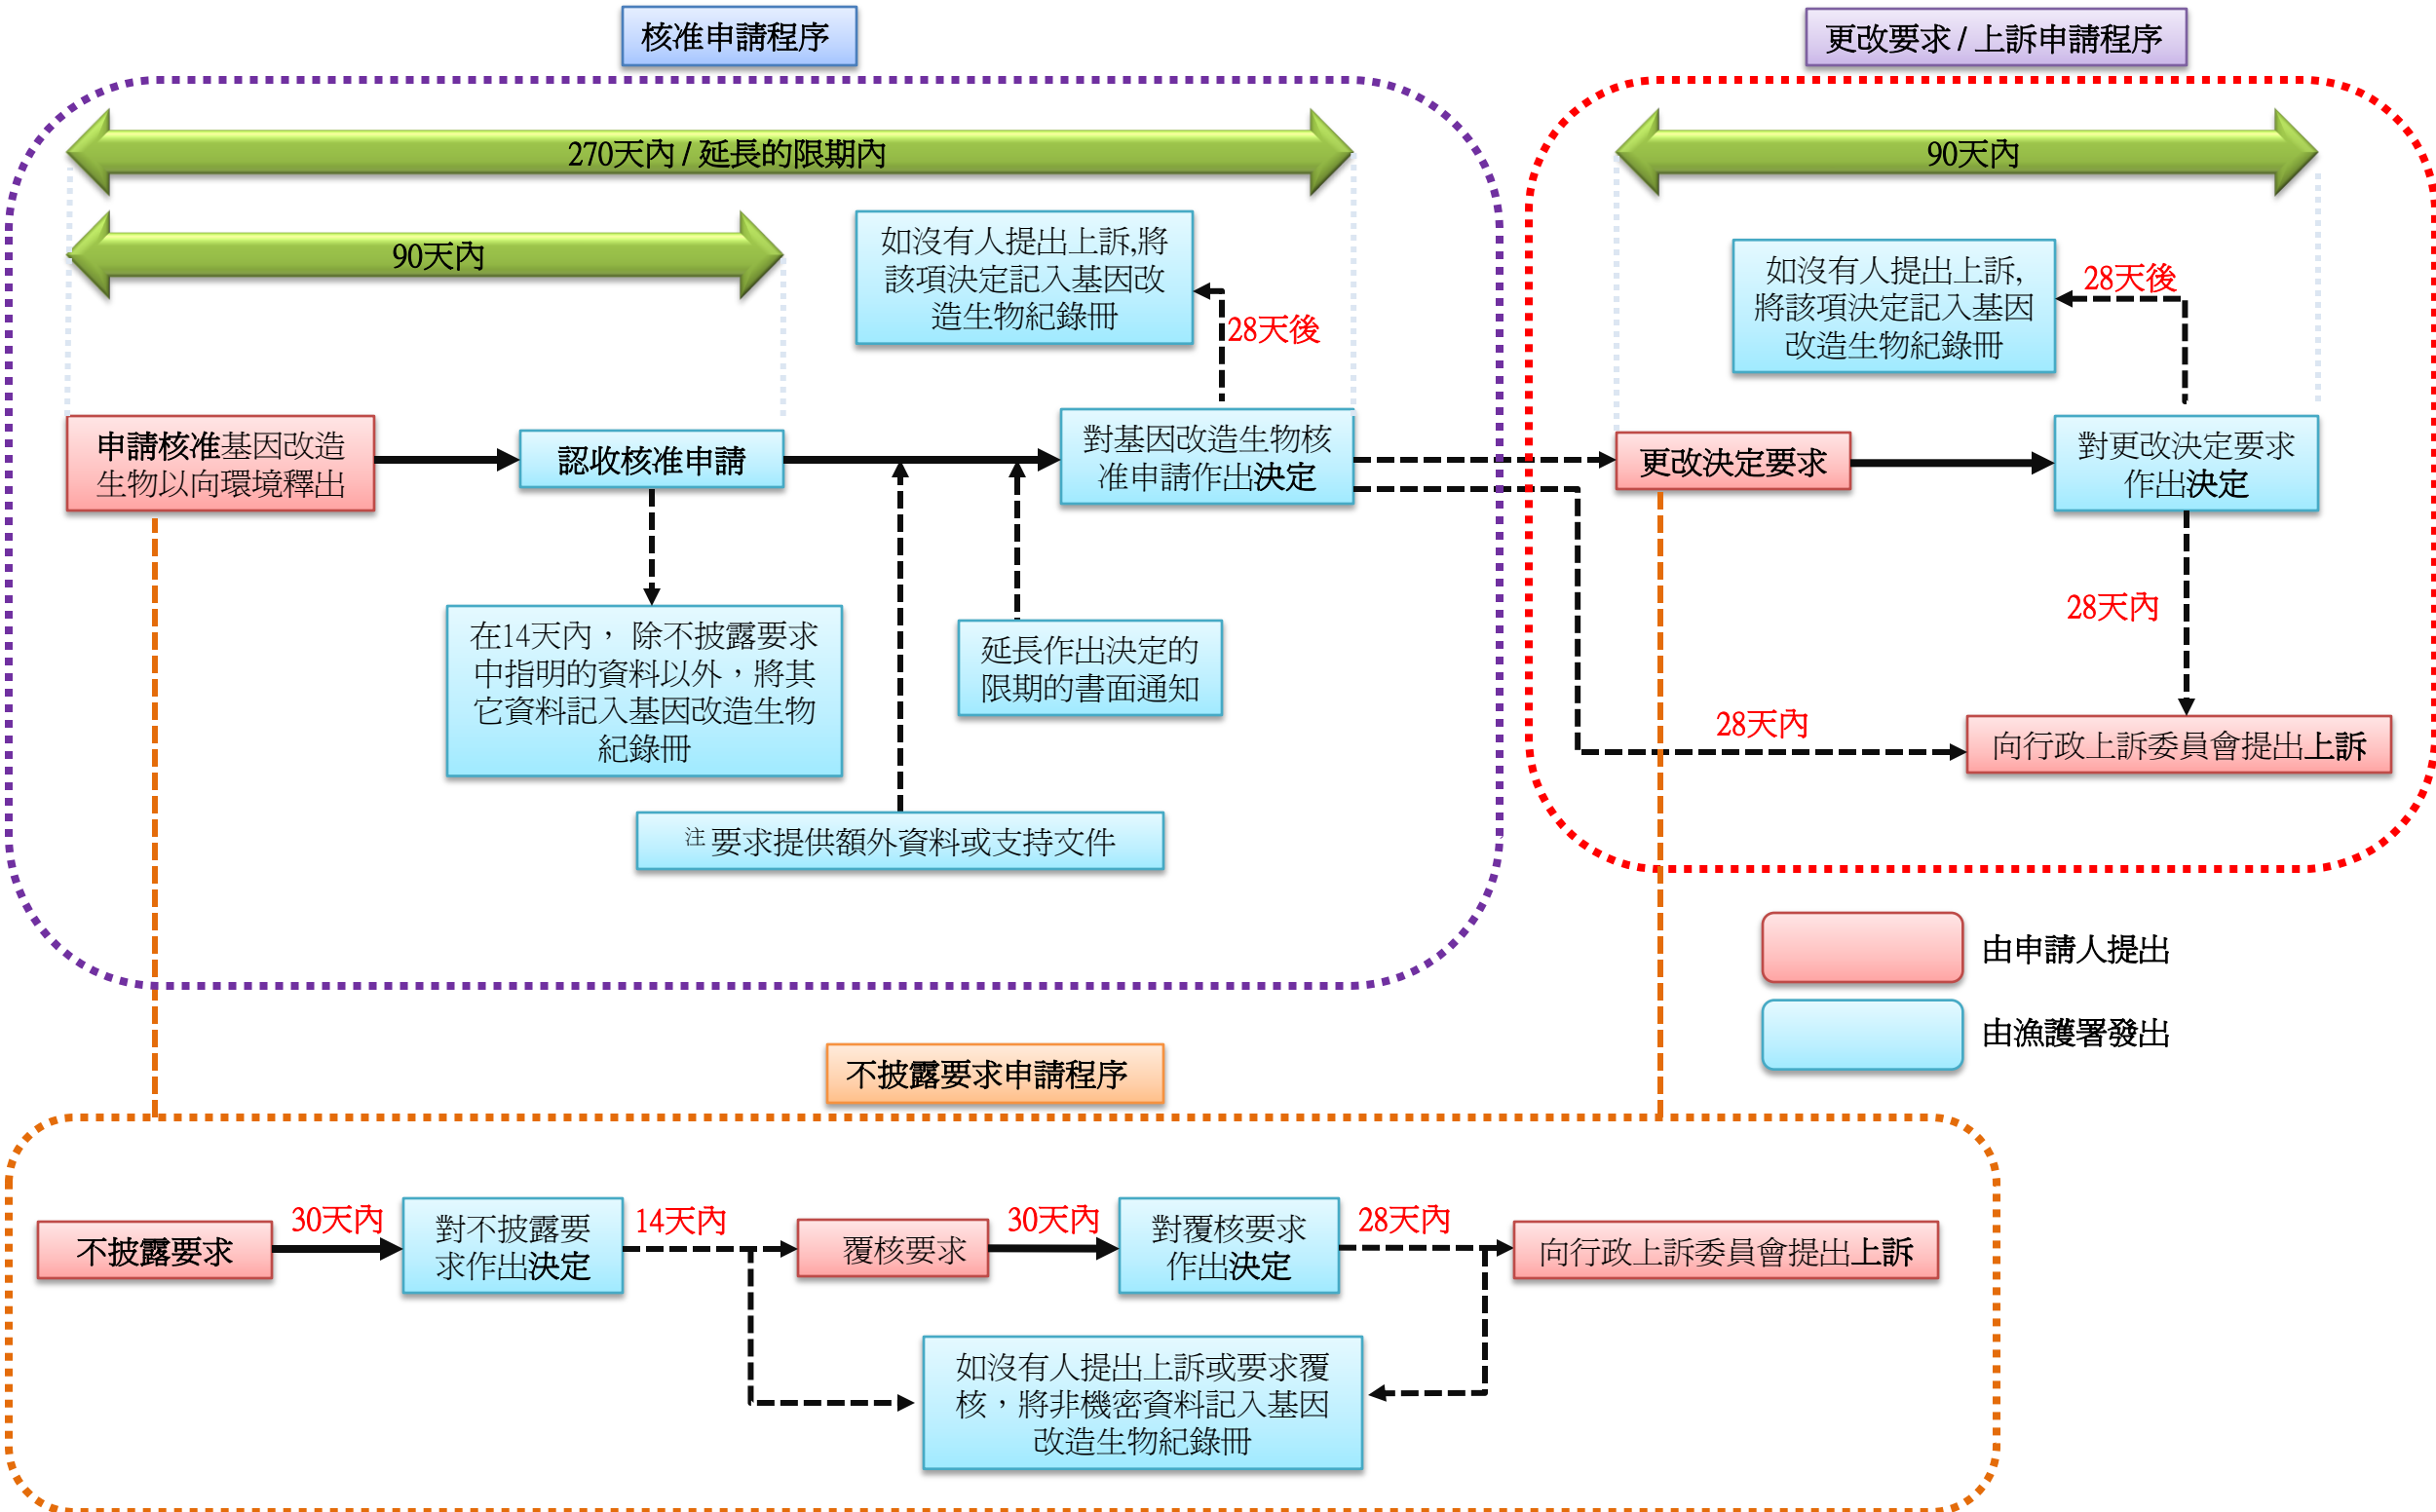 核准申請程序
更改要求 / 上訴申請程序
270天內 / 延長的限期內
90天內
90天內
如沒有人提出上訴,將
該項決定記入基因改
造生物紀錄冊
28天後
如沒有人提出上訴,
將該項決定記入基因
改造生物紀錄冊
28天後
申請核准基因改造
生物以向環境釋出
認收核准申請
對基因改造生物核
准申請作出決定
更改決定要求
對更改決定要求
作出決定
在14天內， 除不披露要求
中指明的資料以外，將其
它資料記入基因改造生物
紀錄冊
延長作出決定的
限期的書面通知
28天內
28天內
向行政上訴委員會提出上訴
注 要求提供額外資料或支持文件
由申請人提出
由漁護署發出
不披露要求申請程序
不披露要求
30天內
對不披露要
求作出決定
14天內
覆核要求
30天內
對覆核要求
作出決定
28天內
向行政上訴委員會提出上訴
如沒有人提出上訴或要求覆
核，將非機密資料記入基因
改造生物紀錄冊